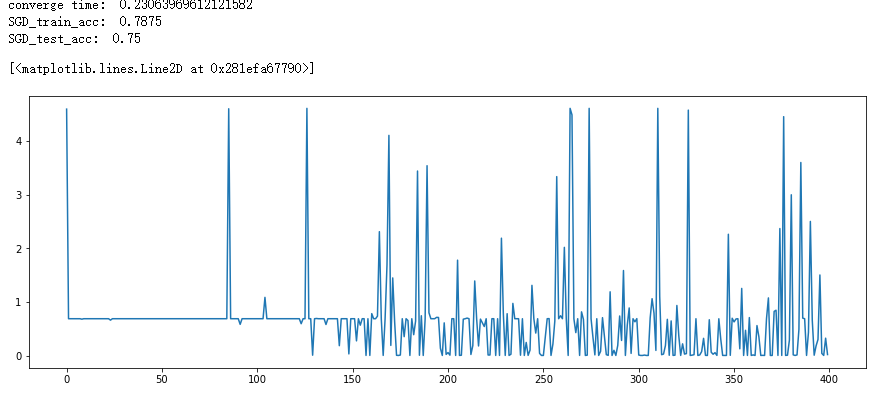 converge time: 0.23063969612121582
SGD_train_acc: 0.7875
SGD_test_acc: 0.75
[<matplotlib.lines.Line2D at 0x281efa67790>]
4
3
2
1
0
0 50 100 150 200 250 300 350 400